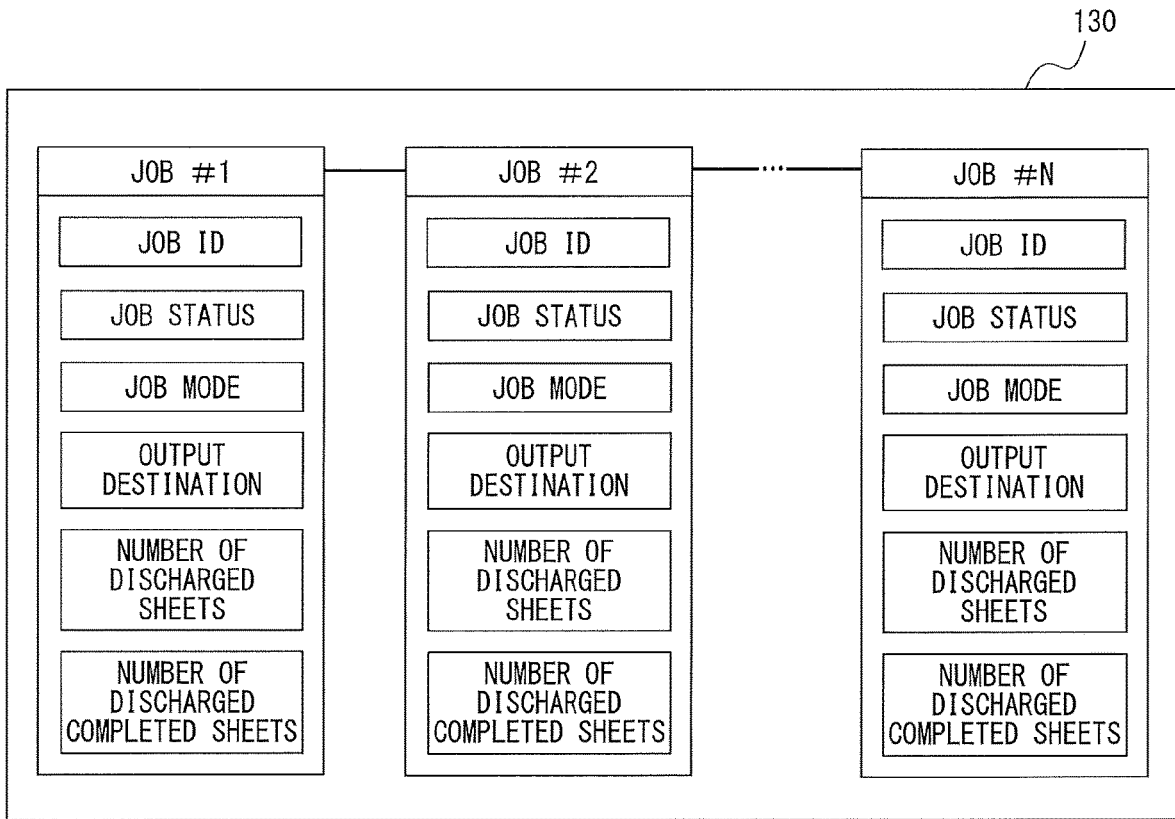 130
JOB #1
JOB ID
JOB STATUS
JOB MODE
OUTPUT
DESTINATION
NUMBER OF
DISCHARGED
SHEETS
NUMBER OF
DISCHARGED
COMPLETED SHEETS
JOB #2
JOB ID
JOB STATUS
JOB MODE
OUTPUT
DESTINATION
NUMBER OF
DISCHARGED
SHEETS
NUMBER OF
DISCHARGED
COMPLETED SHEETS
...
JOB #N
JOB ID
JOB STATUS
JOB MODE
OUTPUT
DESTINATION
NUMBER OF
DISCHARGED
SHEETS
NUMBER OF
DISCHARGED
COMPLETED SHEETS